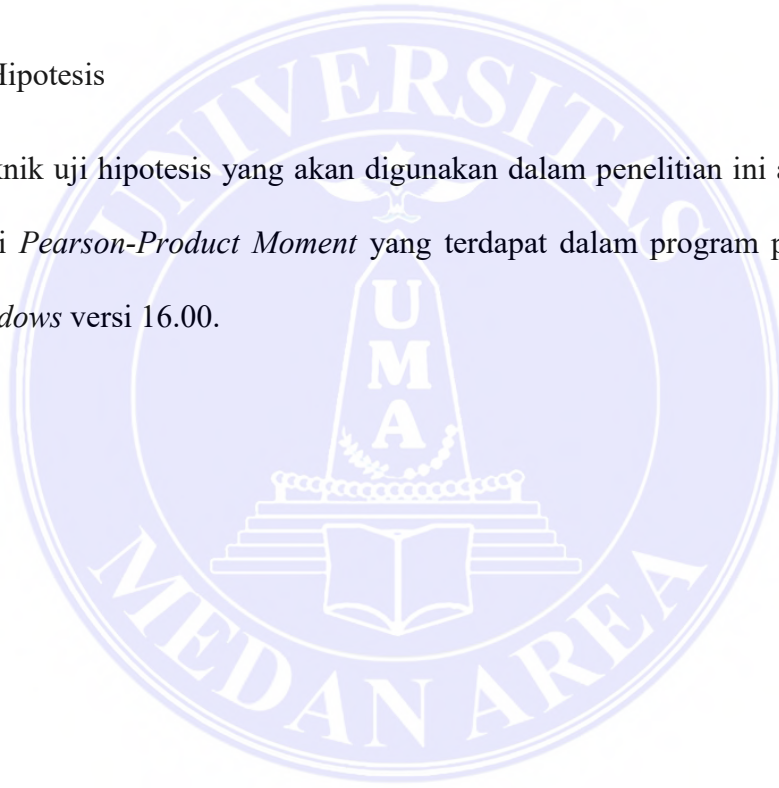 Hipotesis
knik uji hipotesis yang akan digunakan dalam penelitian ini a
i Pearson-Product Moment yang terdapat dalam program p
dows versi 16.00.
UNIVERSITAS
UMA
MEDAN AREA